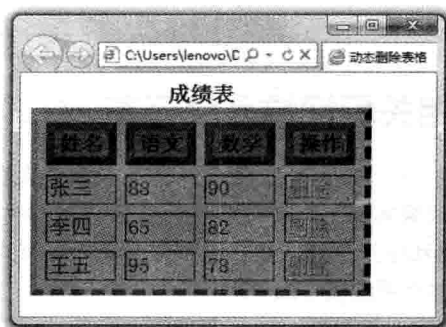 C:\Users\lenovo\D
动态删除表格
成绩表
姓名 语文 数学 操作
张三 88 90 删除
李四 65 82 删除
王五 95 78 删除